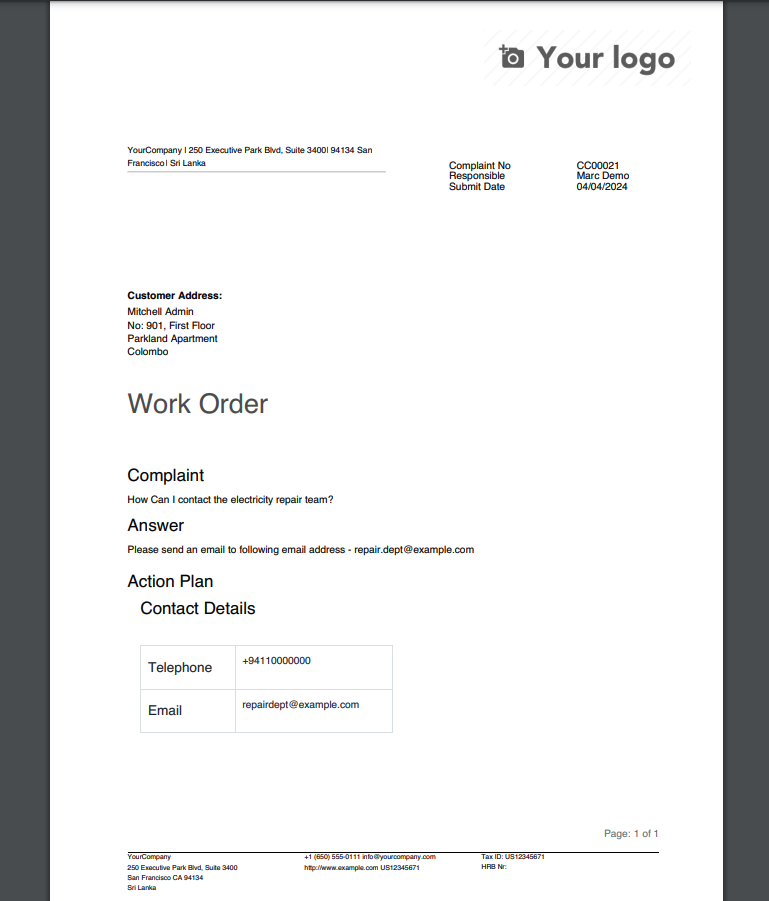 Your logo
YourCompany | 250 Executive Park Blvd, Suite 3400| 94134 San
Francisco| Sri Lanka
Complaint No CC00021
Responsible Marc Demo
Submit Date 04/04/2024
Customer Address:
Mitchell Admin
No: 901, First Floor
Parkland Apartment
Colombo
Work Order
Complaint
How Can I contact the electricity repair team?
Answer
Please send an email to following email address - repair.dept@example.com
Action Plan
Contact Details
Telephone +94110000000
Email repairdept@example.com
Page: 1 of 1
YourCompany +1 (650) 555-0111 info@yourcompany.com Tax ID: US12345671
250 Executive Park Blvd, Suite 3400 http://www.example.com US12345671 HRB Nr:
San Francisco CA 94134
Sri Lanka